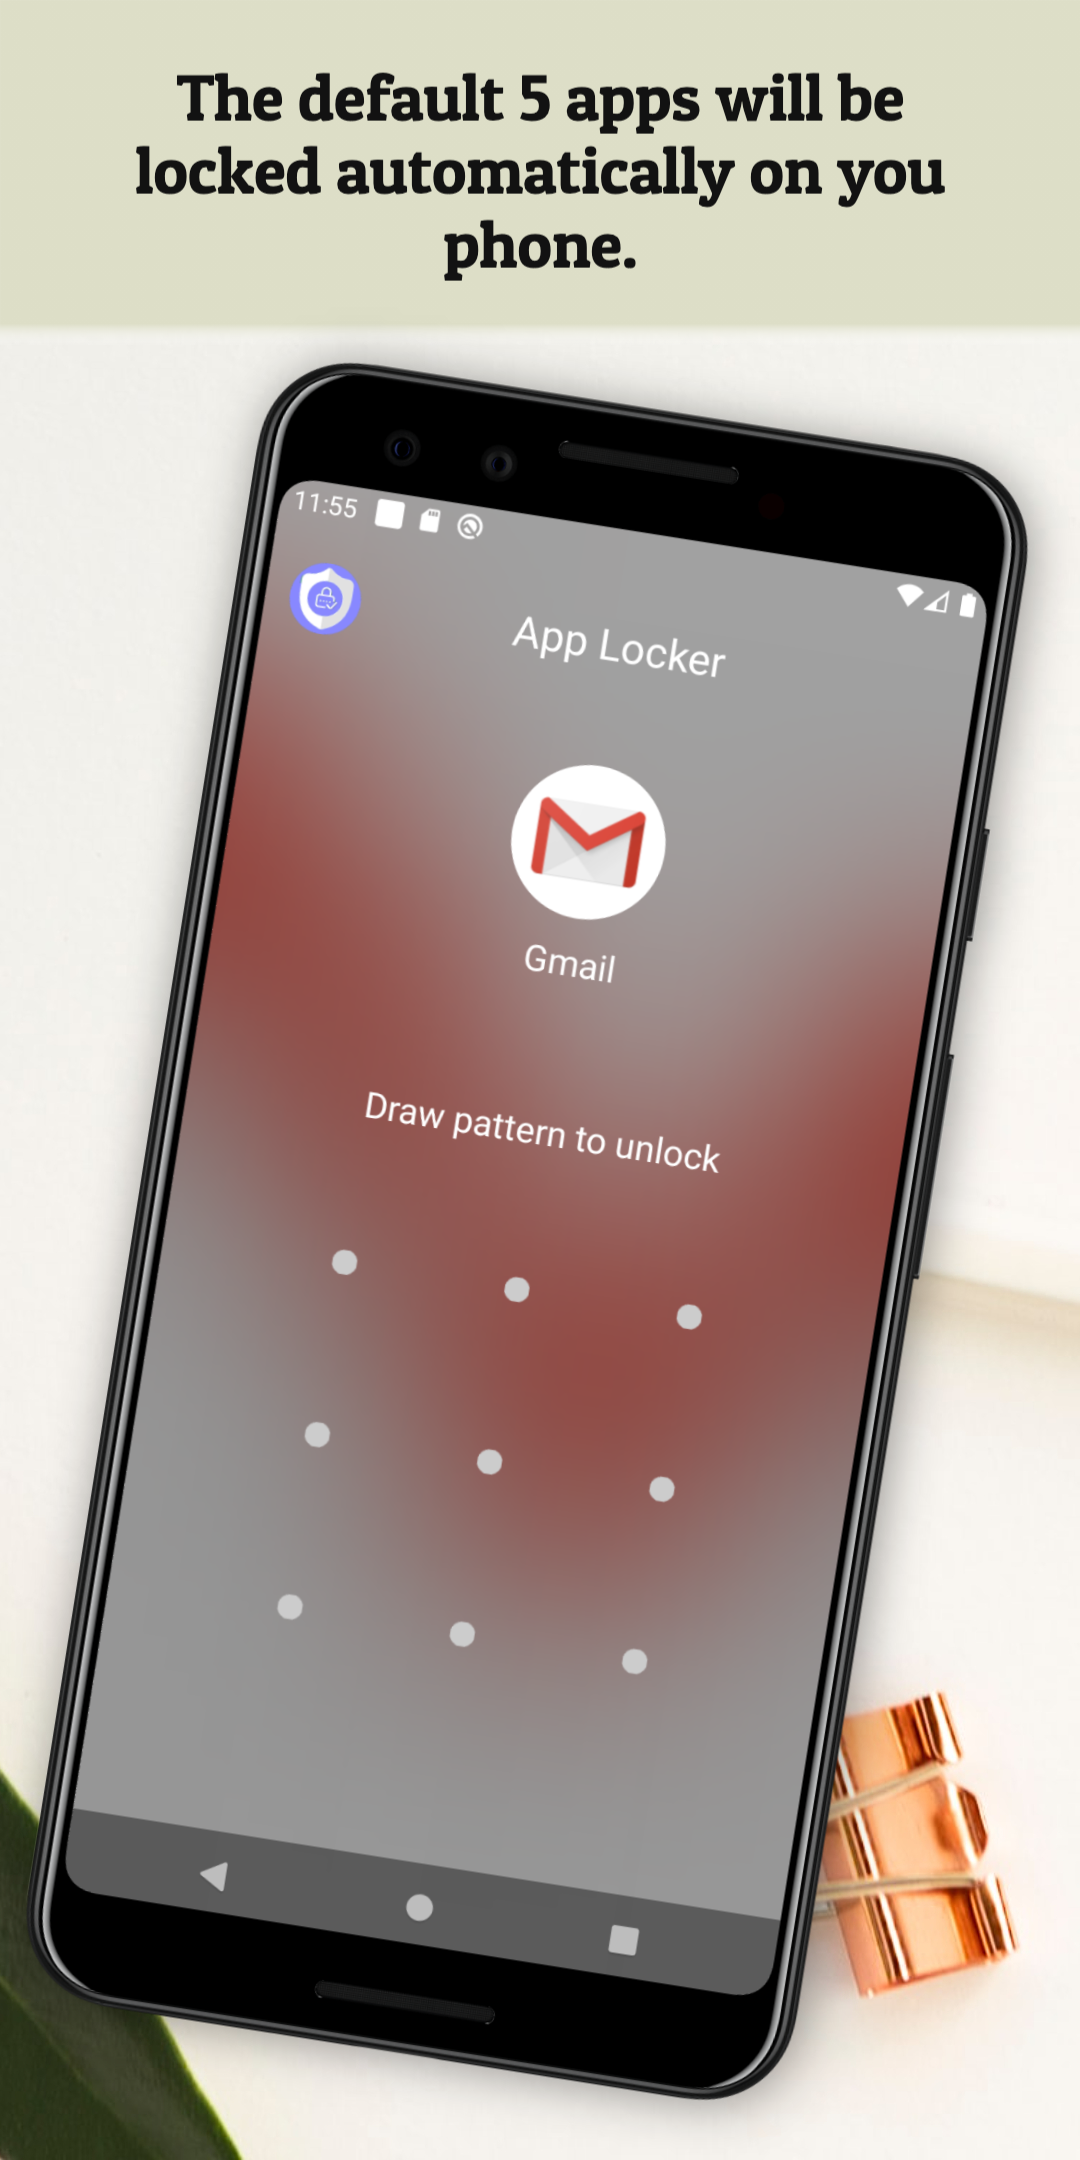 The default 5 apps will be
locked automatically on you
phone.
11:55
App Locker
Gmail
Draw pattern to unlock